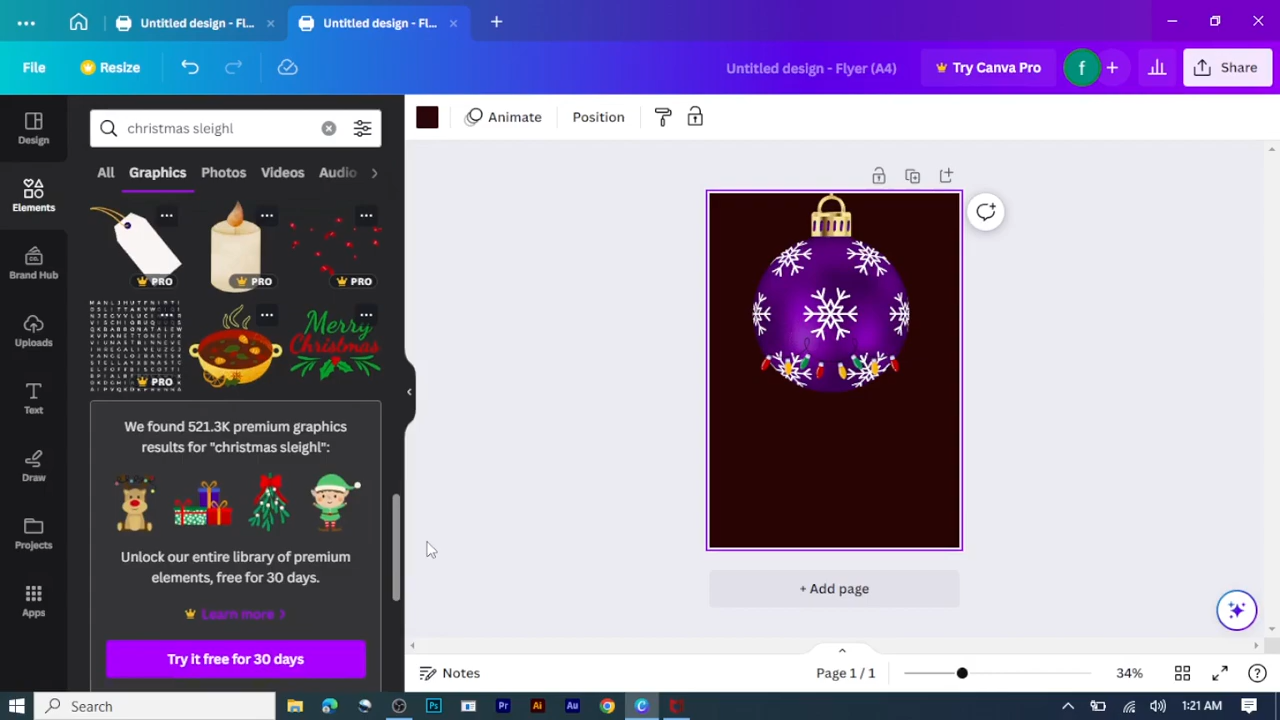 Untitled design - Fl...
Untitled design - Fl...
File
Resize
Untitled design - Flyer (A4)
Try Canva Pro
f
Share
Design
Elements
Brand Hub
Uploads
Text
Draw
Projects
Apps
christmas sleighl
All
Graphics
Photos
Videos
Audio
PRO
PRO
PRO
PRO
Merry
Christmas
We found 521.3K premium graphics
results for "christmas sleighl":
Unlock our entire library of premium
elements, free for 30 days.
Learn more
Try it free for 30 days
Animate
Position
+ Add page
Notes
Page 1 / 1
34%
Search
Ps
Pr
Ai
Au
C
1:21 AM